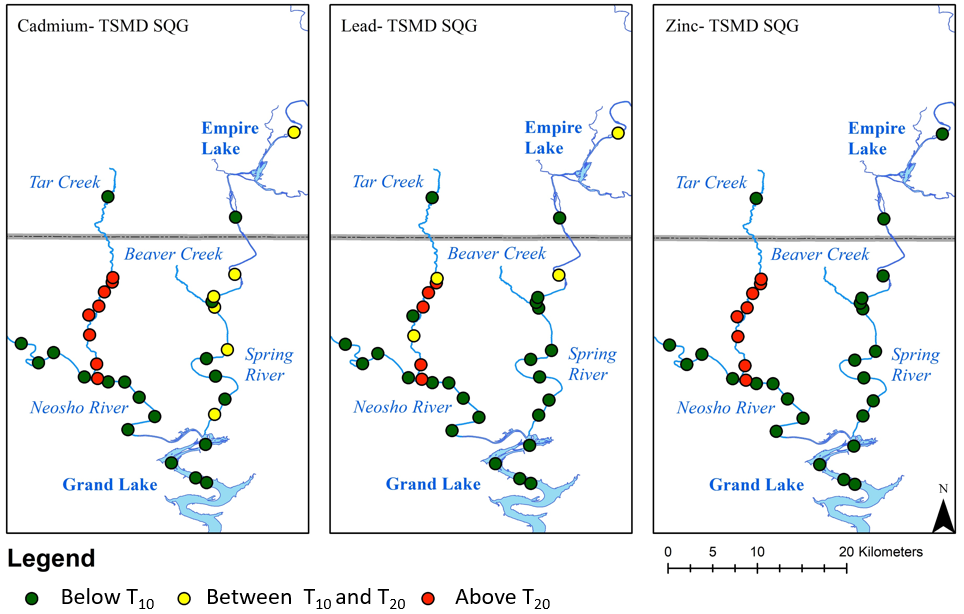 Cadmium- TSMD SQG
Empire
Lake
Tar Creek
Beaver Creek
Spring
River
Neosho River
Grand Lake
Lead- TSMD SQG
Empire
Lake
Tar Creek
Beaver Creek
Spring
River
Neosho River
Grand Lake
Zinc- TSMD SQG
Empire
Lake
Tar Creek
Beaver Creek
Spring
River
Neosho River
Grand Lake
N
0 5 10 20 Kilometers
Legend
Below T10 Between T10 and T20 Above T20